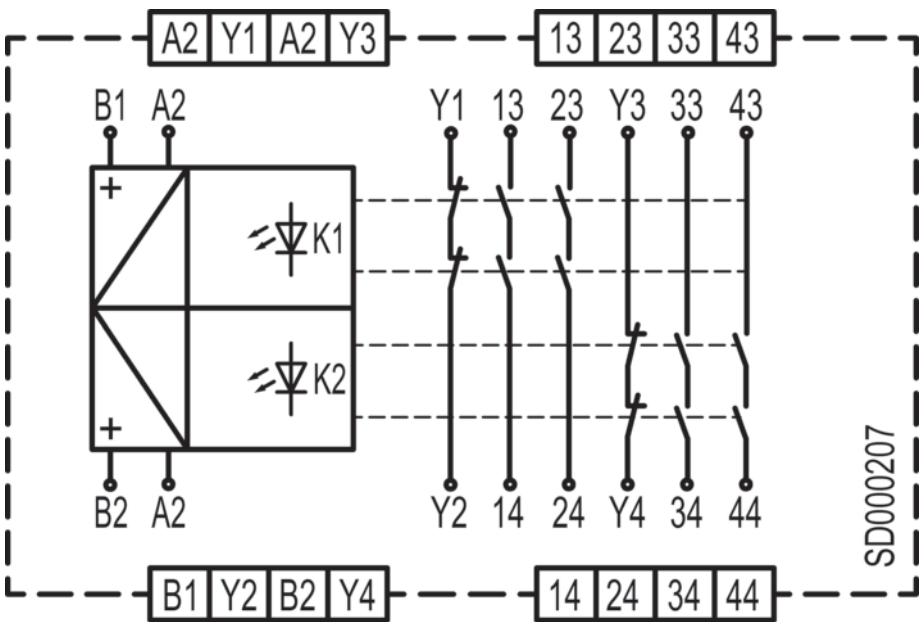 A2 Y1 A2 Y3 13 23 33 43
B1 A2 Y1 13 23 Y3 33 43
+
K1
K2
+
B2 A2 Y2 14 24 Y4 34 44
SD000207
B1 Y2 B2 Y4 14 24 34 44